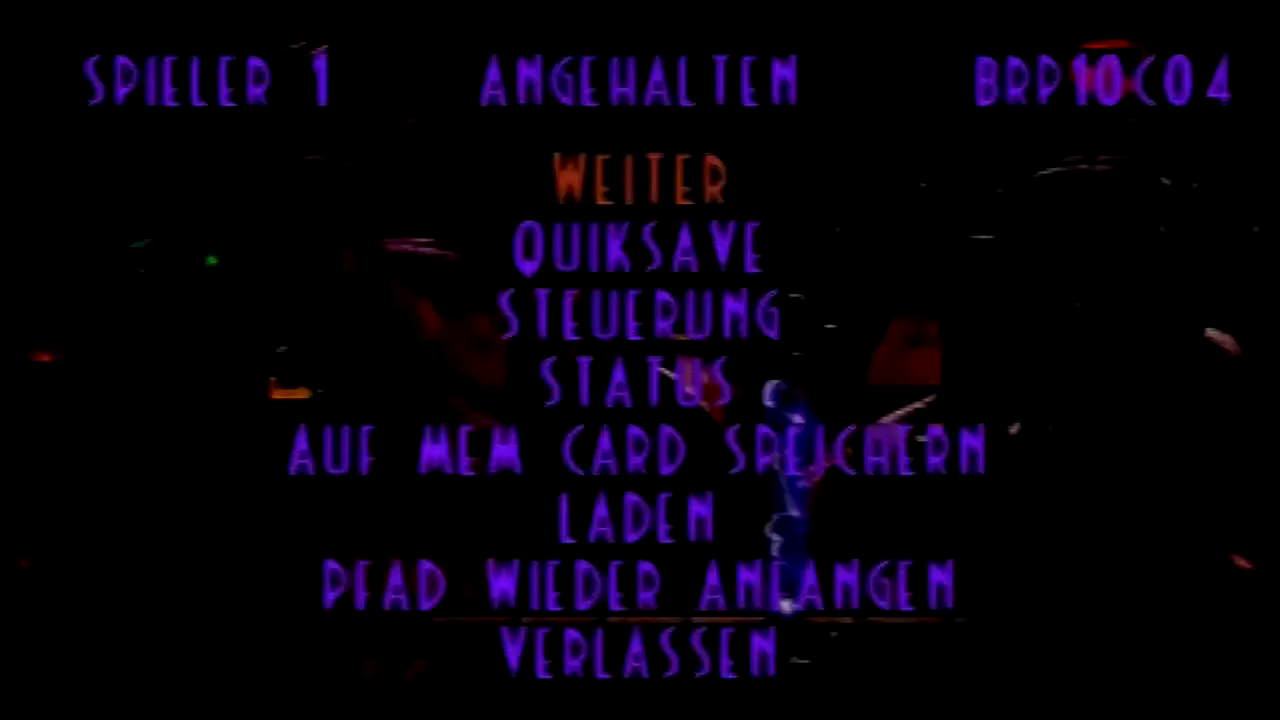 SPIELER 1 ANGEHALTEN BRP10C04
WEITER
QUIKSAVE
STEUERUNG
STATUS
AUF MEM CARD SPEICHERN
LADEN
PFAD WIEDER ANFANGEN
VERLASSEN